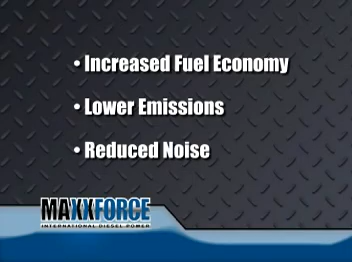 • Increased Fuel Economy
• Lower Emissions
• Reduced Noise
MAXXFORCE
INTERNATIONAL DIESEL POWER